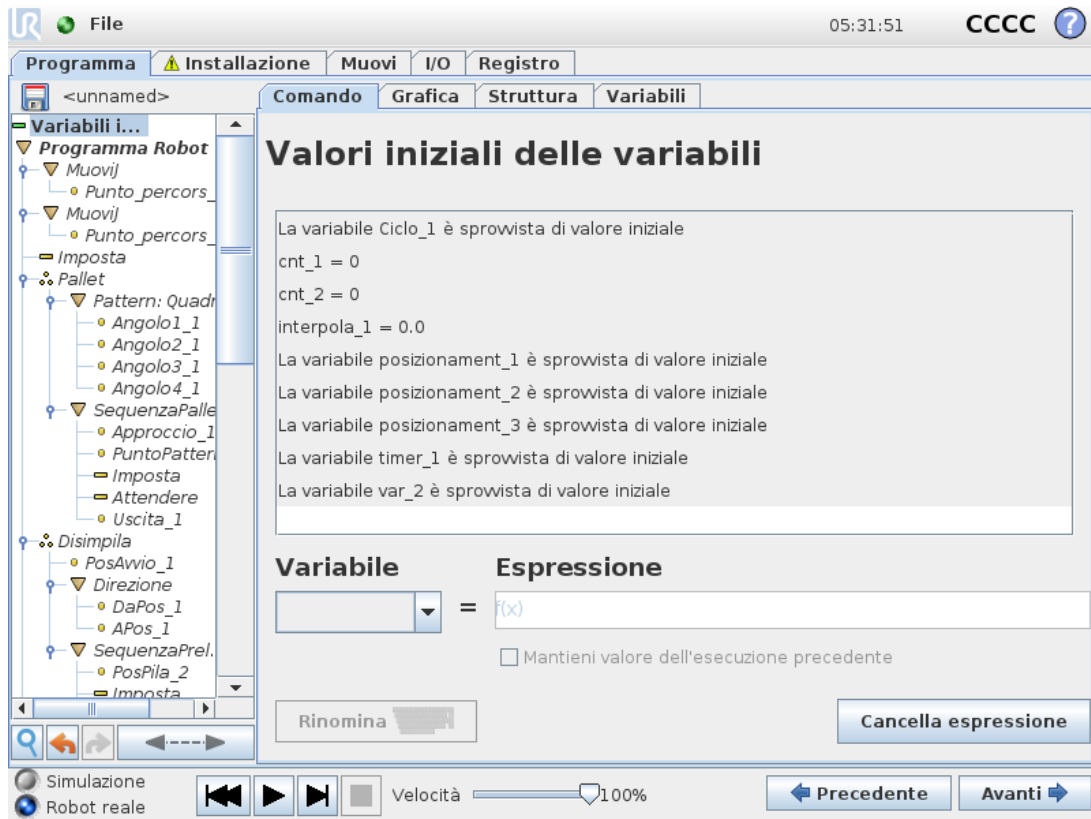 UR File 05:31:51 CCCC ?
Programma Installazione Muovi I/O Registro
<unnamed> Comando Grafica Struttura Variabili
Variabili i...
Programma Robot
MuoviJ
Punto_percors_
MuoviJ
Punto_percors_
Imposta
Pallet
Pattern: Quadr
Angolo1_1
Angolo2_1
Angolo3_1
Angolo4_1
SequenzaPalle
Approccio_1
PuntoPatter
Imposta
Attendere
Uscita_1
Disimpila
PosAvvio_1
Direzione
DaPos_1
APos_1
SequenzaPrel.
PosPila_2
Imposta
Valori iniziali delle variabili
La variabile Ciclo_1 è sprovvista di valore iniziale
cnt_1 = 0
cnt_2 = 0
interpola_1 = 0.0
La variabile posizionament_1 è sprovvista di valore iniziale
La variabile posizionament_2 è sprovvista di valore iniziale
La variabile posizionament_3 è sprovvista di valore iniziale
La variabile timer_1 è sprovvista di valore iniziale
La variabile var_2 è sprovvista di valore iniziale
Variabile Espressione
= f(x)
Mantieni valore dell'esecuzione precedente
Rinomina Cancella espressione
Simulazione
Robot reale
Velocità 100% Precedente Avanti